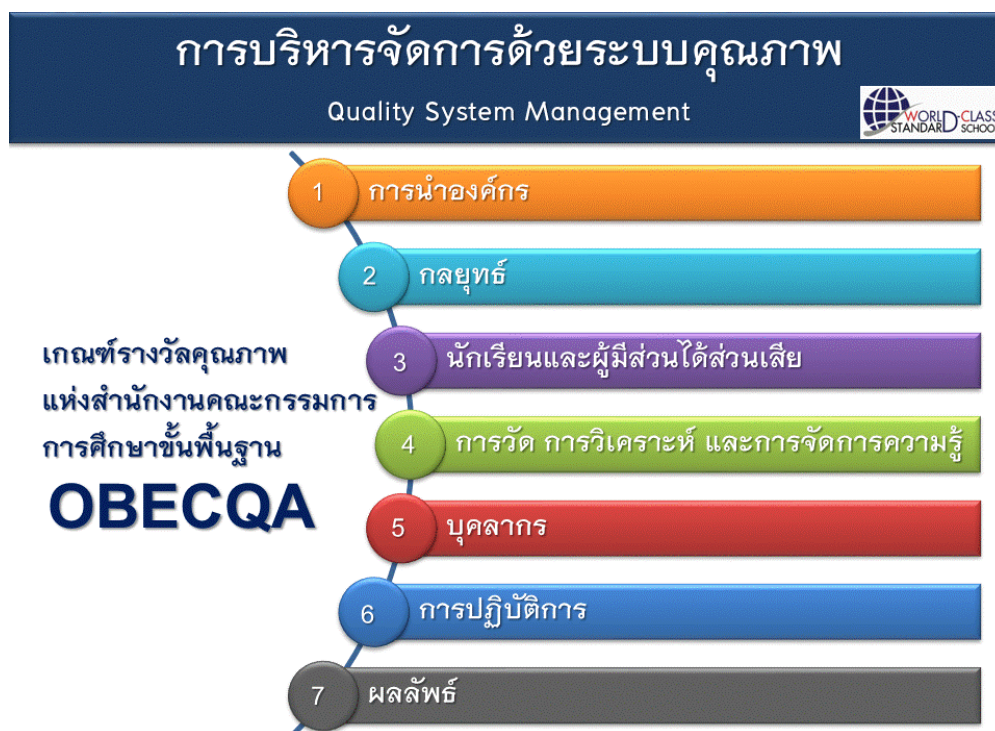 การบริหารจัดการด้วยระบบคุณภาพ
Quality System Management
WORLD-CLASS
STANDARD SCHOOL
1 การนำองค์กร
2 กลยุทธ์
3 นักเรียนและผู้มีส่วนได้ส่วนเสีย
4 การวัด การวิเคราะห์ และการจัดการความรู้
5 บุคลากร
6 การปฏิบัติการ
7 ผลลัพธ์
เกณฑ์รางวัลคุณภาพ
แห่งสำนักงานคณะกรรมการ
การศึกษาขั้นพื้นฐาน
OBECQA